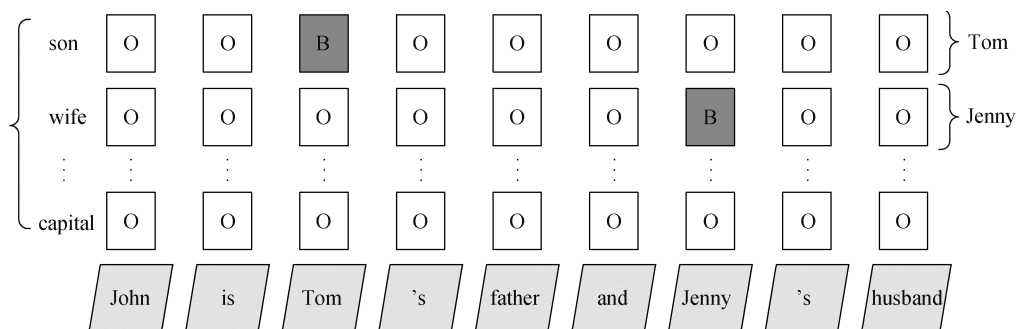 son O O B O O O O O O Tom
wife O O O O O O B O O Jenny
capital O O O O O O O O O
John is Tom ’s father and Jenny ’s husband